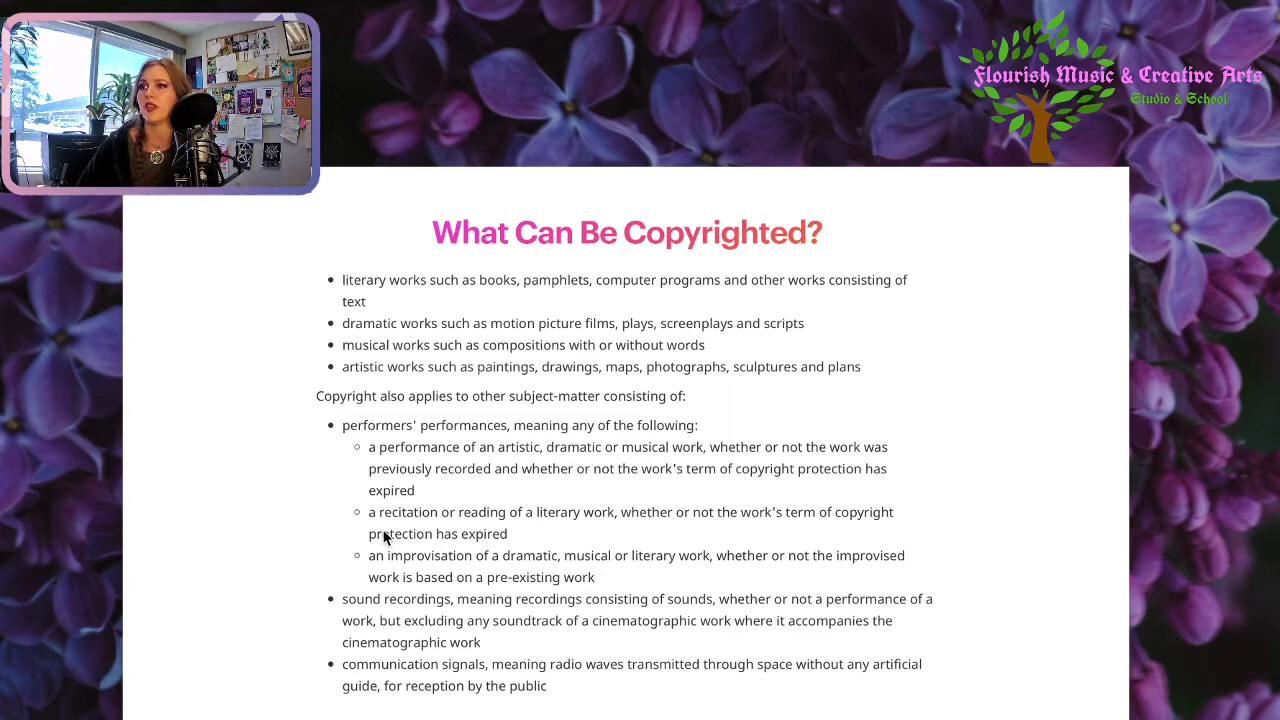 Flourish Music & Creative Arts
Studio & School
What Can Be Copyrighted?
• literary works such as books, pamphlets, computer programs and other works consisting of
text
• dramatic works such as motion picture films, plays, screenplays and scripts
• musical works such as compositions with or without words
• artistic works such as paintings, drawings, maps, photographs, sculptures and plans
Copyright also applies to other subject-matter consisting of:
• performers' performances, meaning any of the following:
◦ a performance of an artistic, dramatic or musical work, whether or not the work was
previously recorded and whether or not the work's term of copyright protection has
expired
◦ a recitation or reading of a literary work, whether or not the work's term of copyright
protection has expired
◦ an improvisation of a dramatic, musical or literary work, whether or not the improvised
work is based on a pre-existing work
• sound recordings, meaning recordings consisting of sounds, whether or not a performance of a
work, but excluding any soundtrack of a cinematographic work where it accompanies the
cinematographic work
• communication signals, meaning radio waves transmitted through space without any artificial
guide, for reception by the public